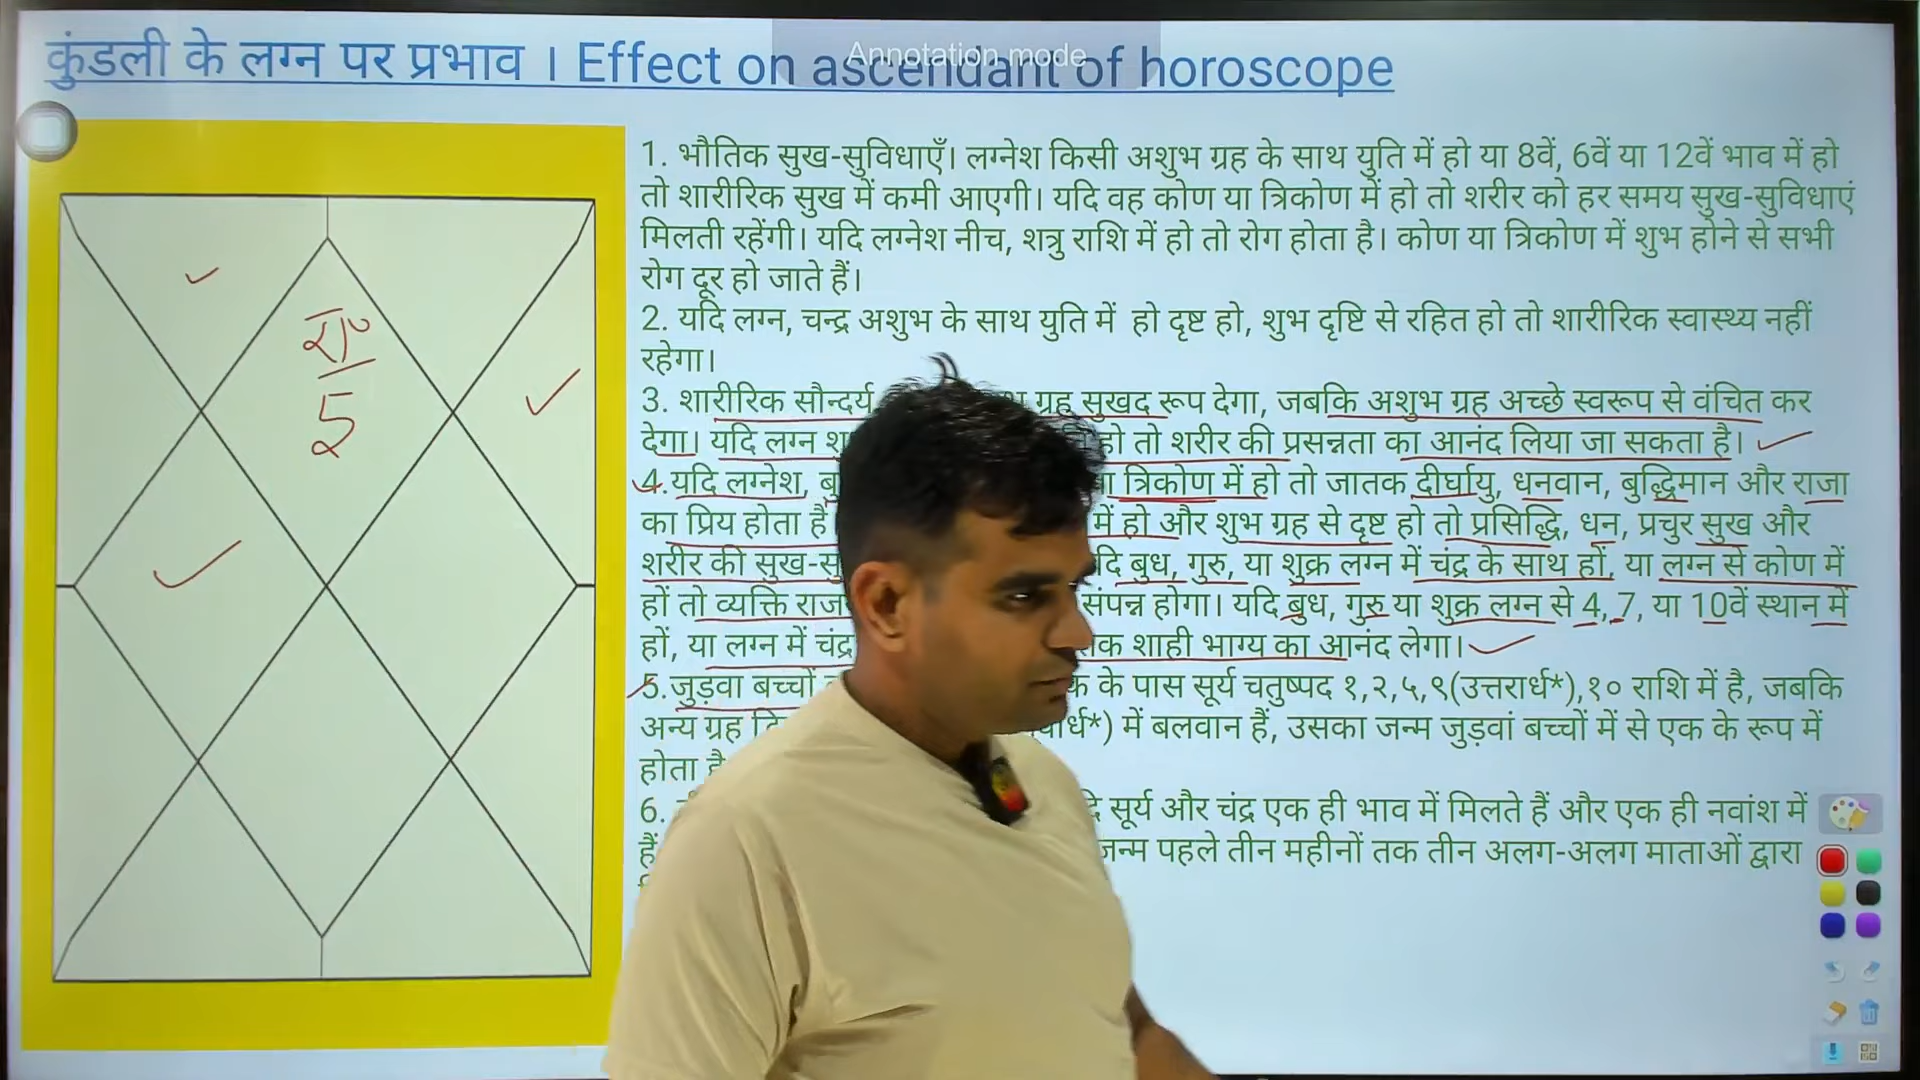 कुंडली के लग्न पर प्रभाव । Effect on ascendant of horoscope
Annotation mode
रा०
5
1. भौतिक सुख-सुविधाएँ। लग्नेश किसी अशुभ ग्रह के साथ युति में हो या 8वें, 6वें या 12वें भाव में हो
तो शारीरिक सुख में कमी आएगी। यदि वह कोण या त्रिकोण में हो तो शरीर को हर समय सुख-सुविधाएं
मिलती रहेंगी। यदि लग्नेश नीच, शत्रु राशि में हो तो रोग होता है। कोण या त्रिकोण में शुभ होने से सभी
रोग दूर हो जाते हैं।
2. यदि लग्न, चन्द्र अशुभ के साथ युति में हो दृष्ट हो, शुभ दृष्टि से रहित हो तो शारीरिक स्वास्थ्य नहीं
रहेगा।
3. शारीरिक सौन्दर्य ग्रह सुखद रूप देगा, जबकि अशुभ ग्रह अच्छे स्वरूप से वंचित कर
देगा। यदि लग्न हो तो शरीर की प्रसन्नता का आनंद लिया जा सकता है।
4.यदि लग्नेश, त्रिकोण में हो तो जातक दीर्घायु, धनवान, बुद्धिमान और राजा
का प्रिय होता है में हो और शुभ ग्रह से दृष्ट हो तो प्रसिद्धि, धन, प्रचुर सुख और
शरीर की बुध, गुरु, या शुक्र लग्न में चंद्र के साथ हों, या लग्न से कोण में
हों तो व्यक्ति संपन्न होगा। यदि बुध, गुरु या शुक्र लग्न से 4,7, या 10वें स्थान में
हों, या लग्न में चंद्र शाही भाग्य का आनंद लेगा।
5.जुड़वा बच्चों के पास सूर्य चतुष्पद १,२,५,९(उत्तरार्ध*),१० राशि में है, जबकि
अन्य ग्रह में बलवान हैं, उसका जन्म जुड़वां बच्चों में से एक के रूप में
होता है
6. सूर्य और चंद्र एक ही भाव में मिलते हैं और एक ही नवांश में
हैं जन्म पहले तीन महीनों तक तीन अलग-अलग माताओं द्वारा